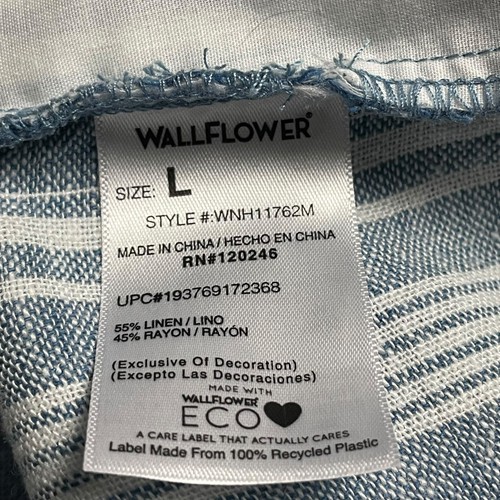 WALLFLOWER®
SIZE: L
STYLE #:WNH11762M
MADE IN CHINA / HECHO EN CHINA
RN#120246
UPC#193769172368
55% LINEN / LINO
45% RAYON / RAYÓN
(Exclusive Of Decoration)
(Excepto Las Decoraciones)
MADE WITH
WALLFLOWER
ECO
A CARE LABEL THAT ACTUALLY CARES
Label Made From 100% Recycled Plastic